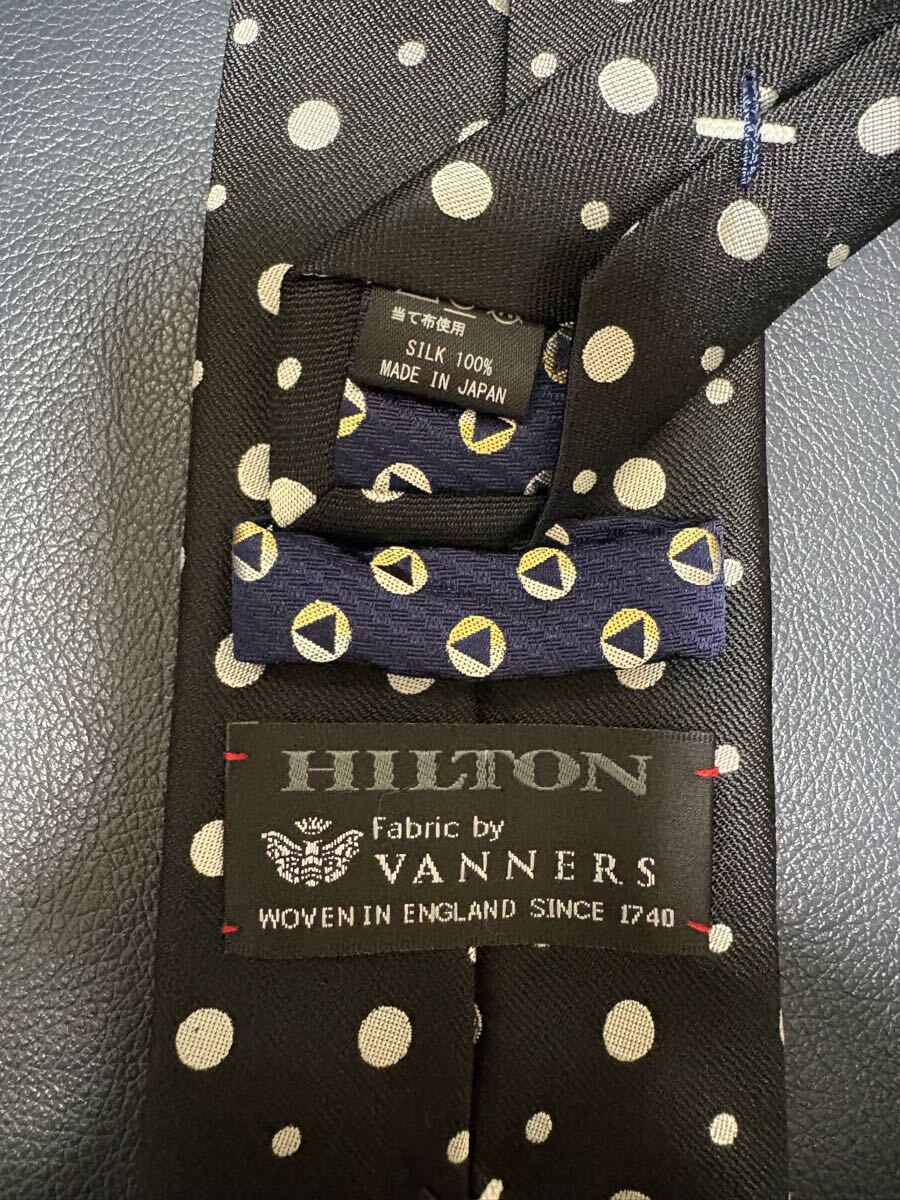 当て布使用
SILK 100%
MADE IN JAPAN
HILTON
Fabric by
VANNERS
WOVEN IN ENGLAND SINCE 1740